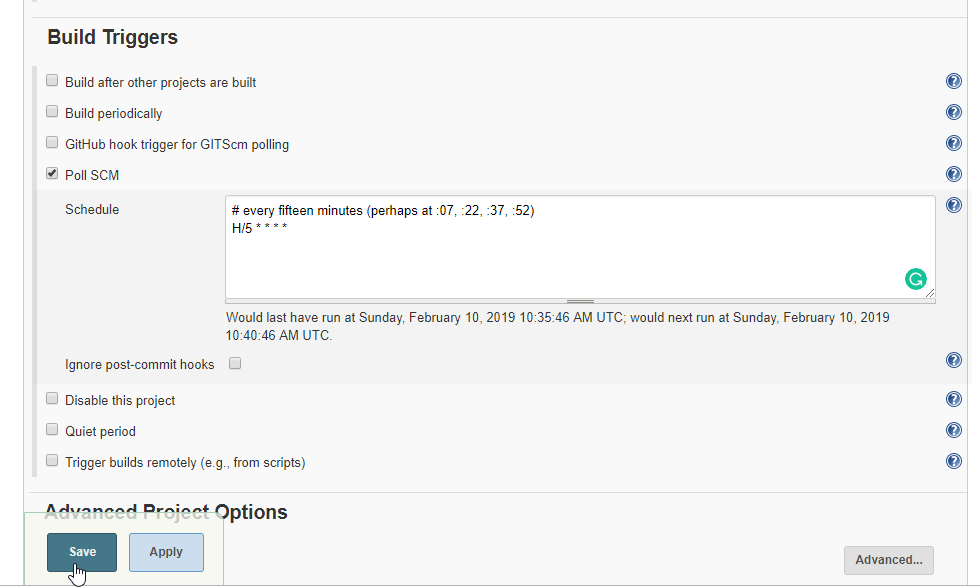 Build Triggers
Build after other projects are built
Build periodically
GitHub hook trigger for GITScm polling
Poll SCM
Schedule
# every fifteen minutes (perhaps at :07, :22, :37, :52)
H/5 * * * *
Would last have run at Sunday, February 10, 2019 10:35:46 AM UTC; would next run at Sunday, February 10, 2019
10:40:46 AM UTC.
Ignore post-commit hooks
Disable this project
Quiet period
Trigger builds remotely (e.g., from scripts)
Advanced Project Options
Save
Apply
Advanced...